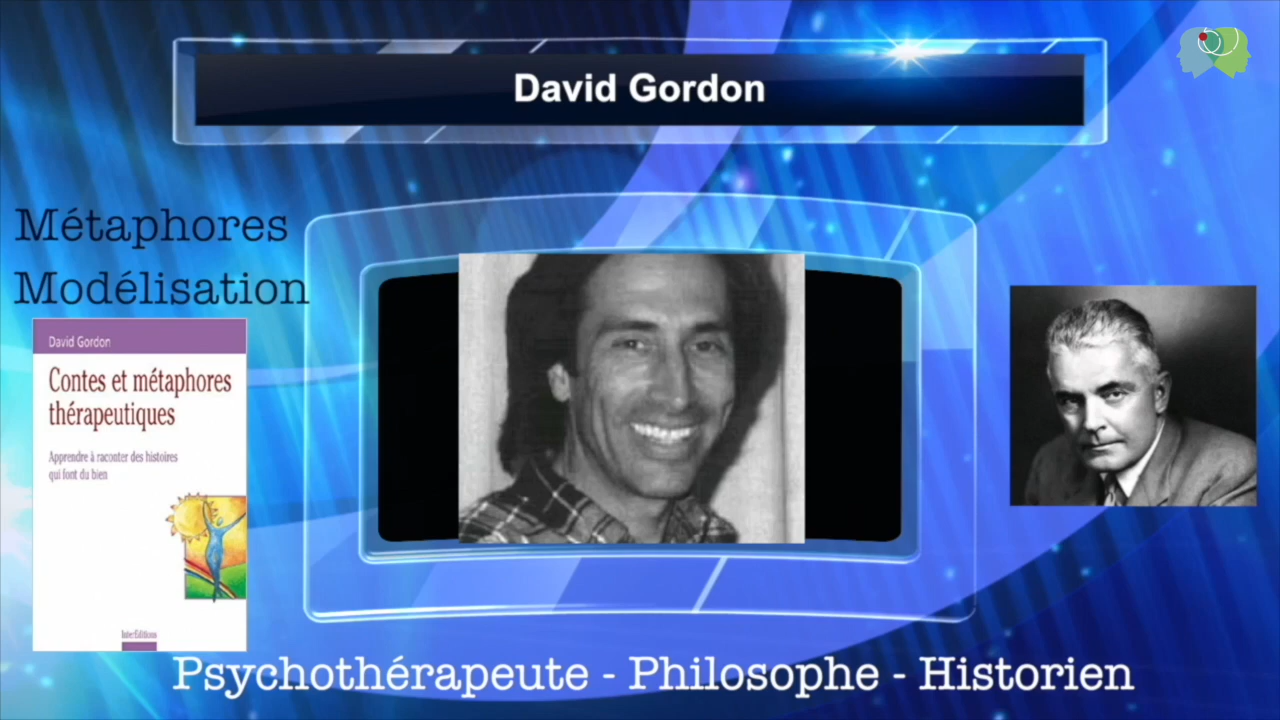 David Gordon
Métaphores
Modélisation
David Gordon
Contes et métaphores
thérapeutiques
Apprendre à raconter des histoires
qui font du bien
InterEditions
Psychothérapeute - Philosophe - Historien